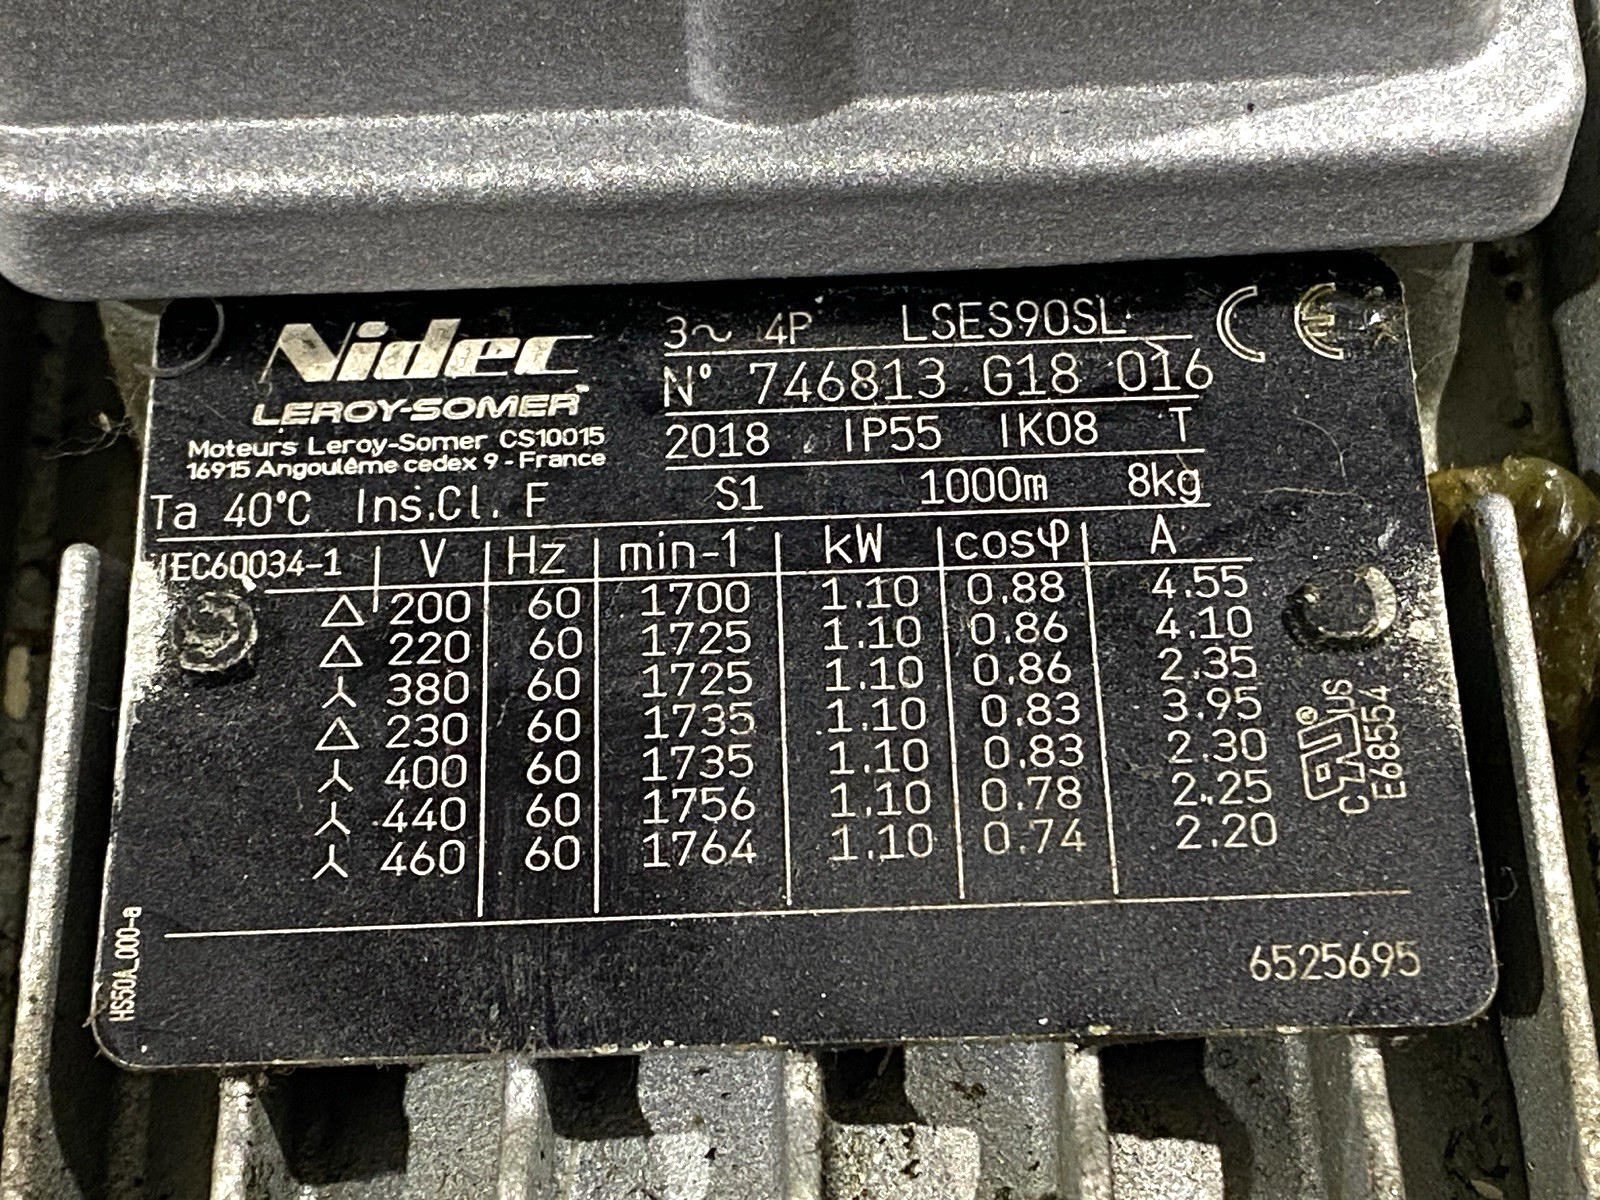 Nidec
LEROY-SOMER
Moteurs Leroy-Somer CS10015
16915 Angoulême cedex 9 - France
3~ 4P LSES90SL CE
N° 746813 G18 016
2018 IP55 IK08 T
Ta 40°C Ins.Cl. F S1 1000m 8kg
IEC60034-1 V Hz min-1 kW cosφ A
△ 200 60 1700 1.10 0.88 4.55
△ 220 60 1725 1.10 0.86 4.10
⅄ 380 60 1725 1.10 0.86 2.35
△ 230 60 1735 1.10 0.83 3.95
⅄ 400 60 1735 1.10 0.83 2.30
⅄ 440 60 1756 1.10 0.78 2.25
⅄ 460 60 1764 1.10 0.74 2.20
c RU ® US
E68554
HS50A_000-a
6525695